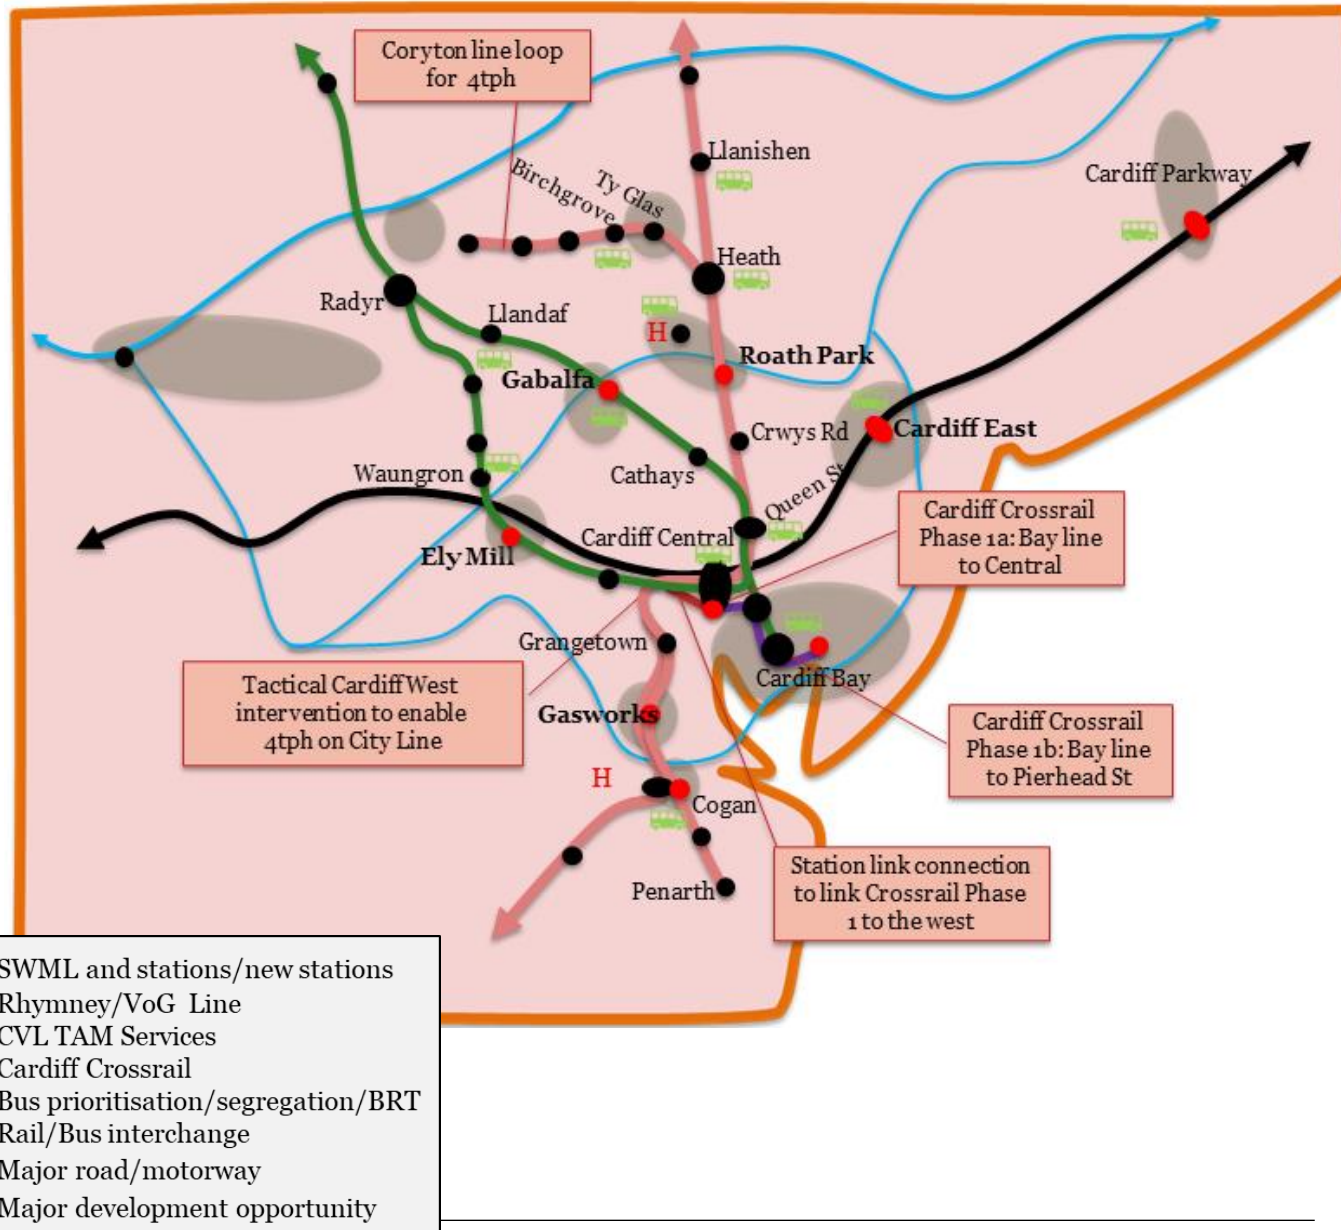 Coryton line loop
for 4tph
Llanishen
Birchgrove
Ty Glas
Cardiff Parkway
Heath
Radyr
Llandaf
H
Roath Park
Gabalfa
Crwys Rd
Cardiff East
Waungron
Cathays
Queen St
Cardiff Central
Cardiff Crossrail
Phase 1a: Bay line
to Central
Ely Mill
Grangetown
Cardiff Bay
Tactical Cardiff West
intervention to enable
4tph on City Line
Gasworks
Cardiff Crossrail
Phase 1b: Bay line
to Pierhead St
H
Cogan
Station link connection
to link Crossrail Phase
1 to the west
Penarth
SWML and stations/new stations
Rhymney/VoG Line
CVL TAM Services
Cardiff Crossrail
Bus prioritisation/segregation/BRT
Rail/Bus interchange
Major road/motorway
Major development opportunity